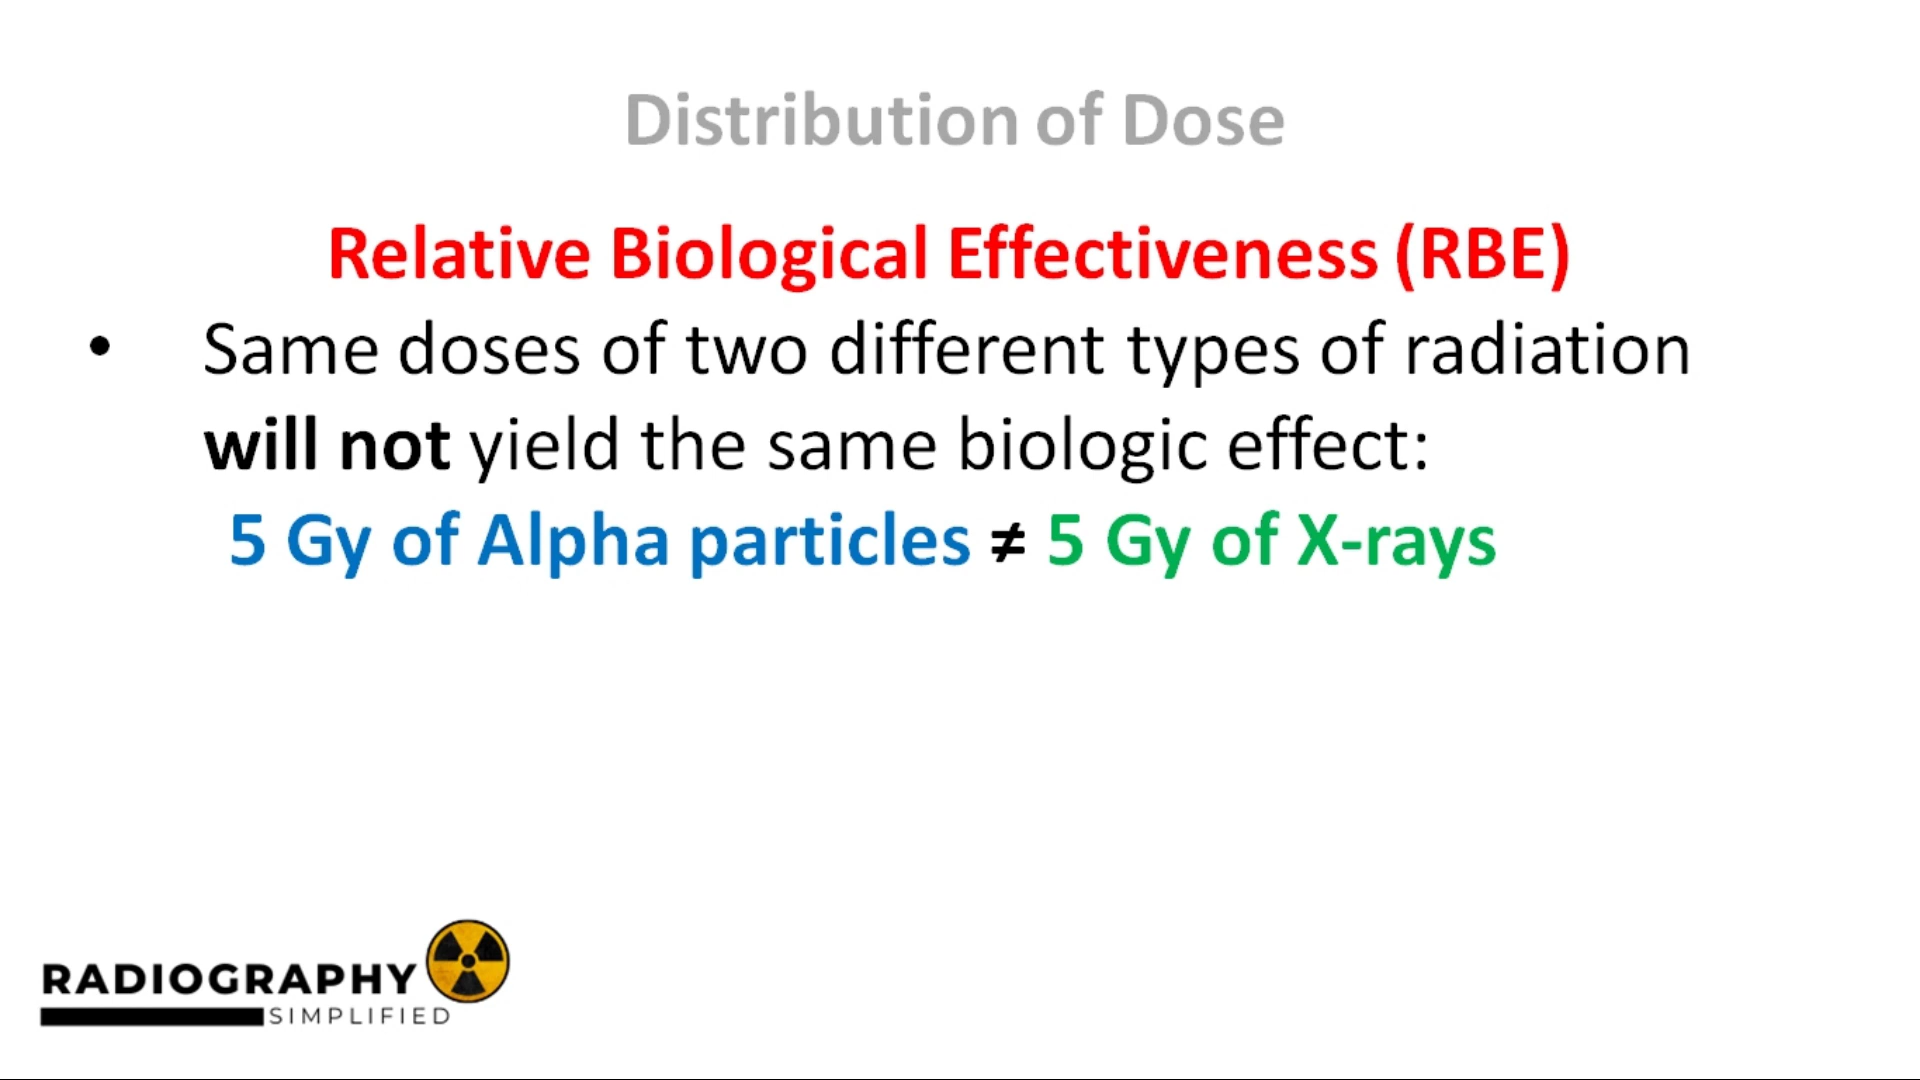 Distribution of Dose
Relative Biological Effectiveness (RBE)
• Same doses of two different types of radiation
will not yield the same biologic effect:
5 Gy of Alpha particles ≠ 5 Gy of X-rays
RADIOGRAPHY
SIMPLIFIED